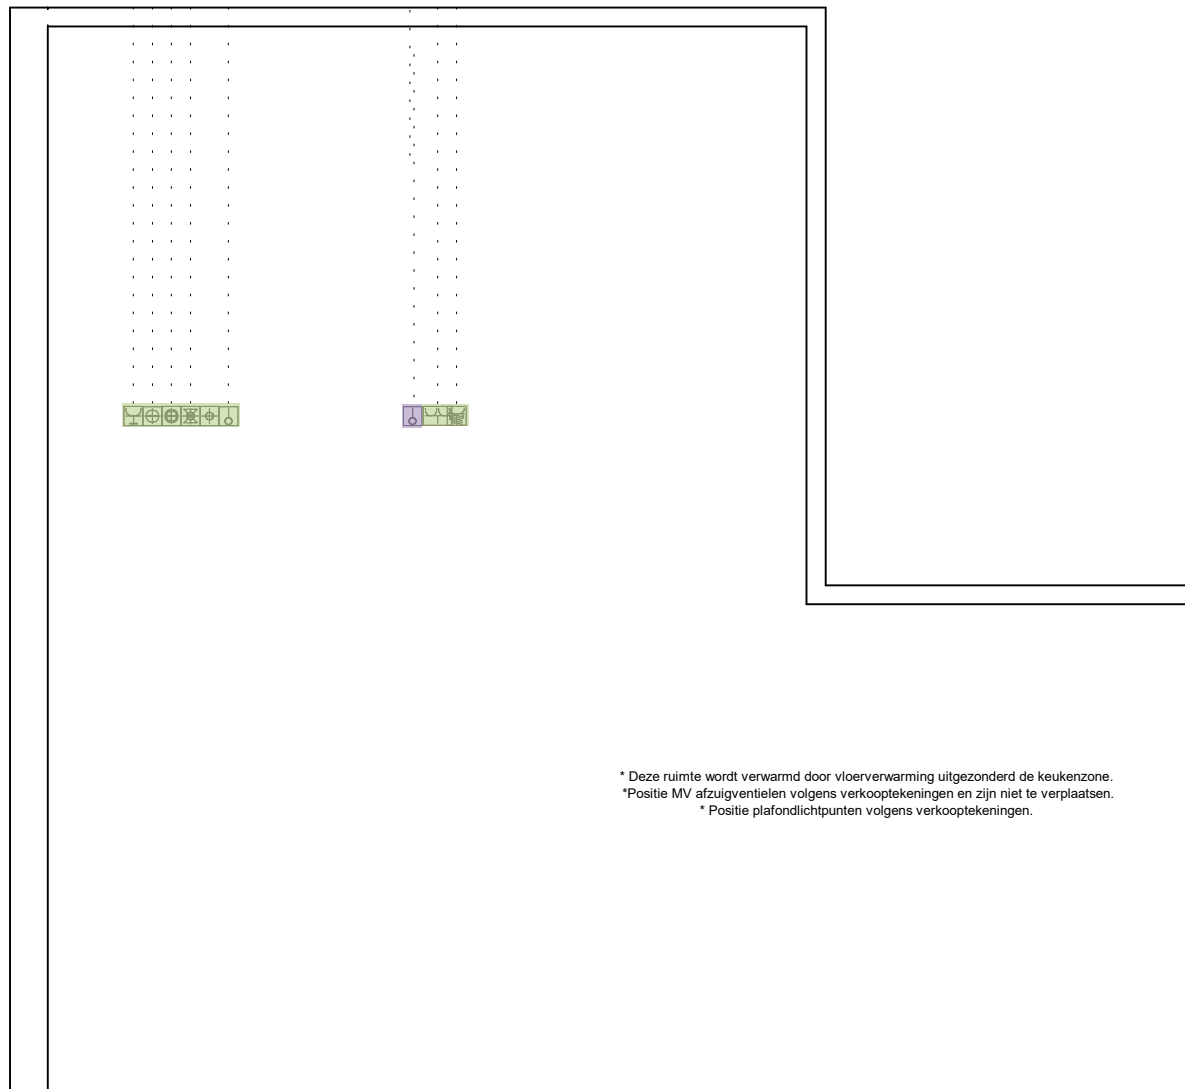 * Deze ruimte wordt verwarmd door vloerverwarming uitgezonderd de keukenzone.
*Positie MV afzuigventielen volgens verkooptekeningen en zijn niet te verplaatsen.
* Positie plafondlichtpunten volgens verkooptekeningen.